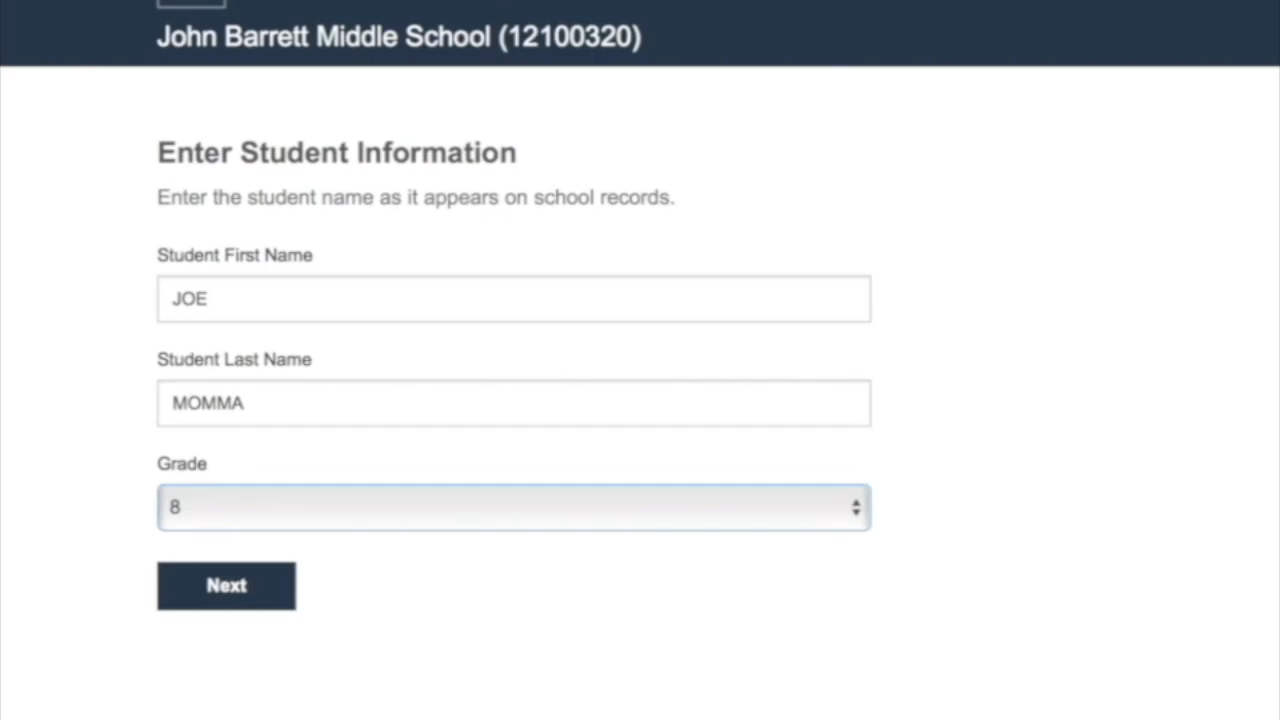 John Barrett Middle School (12100320)
Enter Student Information
Enter the student name as it appears on school records.
Student First Name
JOE
Student Last Name
MOMMA
Grade
8
Next